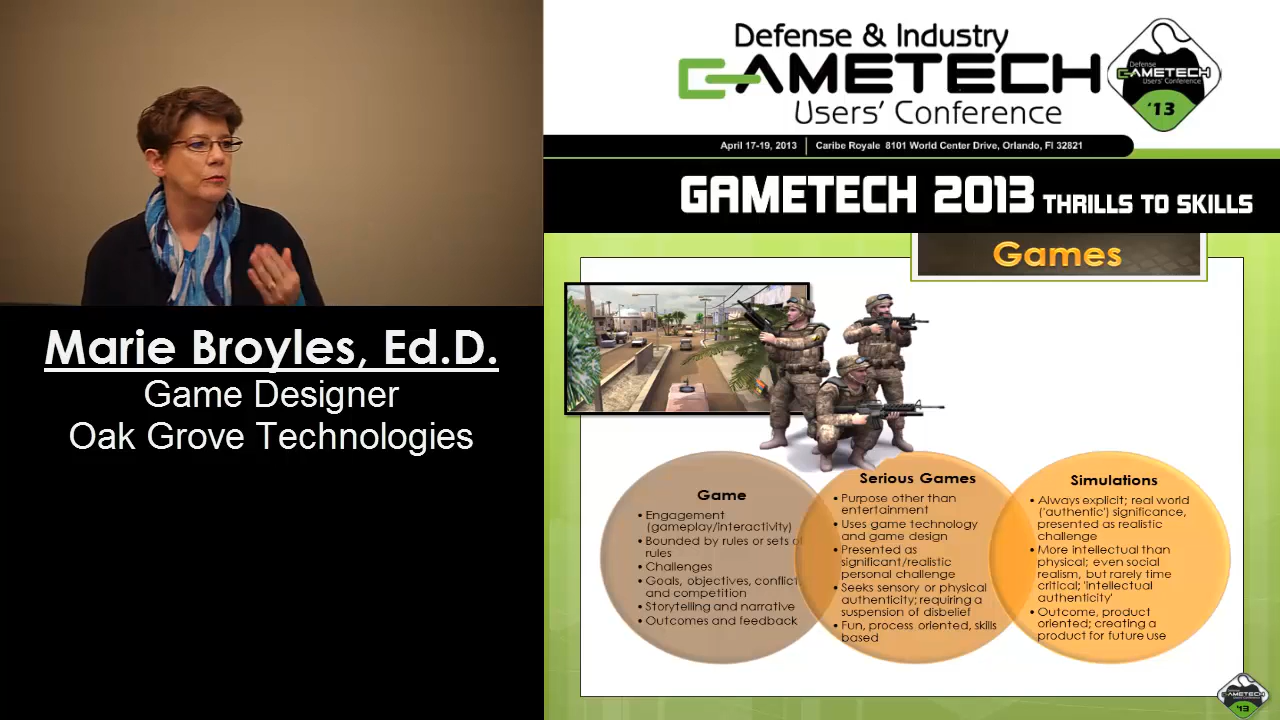 Defense & Industry
GAMETECH
Users' Conference
Defense
GAMETECH
Users' Conference
'13
April 17-19, 2013 | Caribe Royale 8101 World Center Drive, Orlando, Fl 32821
GAMETECH 2013 THRILLS TO SKILLS
Games
Marie Broyles, Ed.D.
Game Designer
Oak Grove Technologies
Game
• Engagement
(gameplay/interactivity)
• Bounded by rules or sets of
rules
• Challenges
• Goals, objectives, conflict,
and competition
• Storytelling and narrative
• Outcomes and feedback
Serious Games
• Purpose other than
entertainment
• Uses game technology
and game design
• Presented as
significant/realistic
personal challenge
• Seeks sensory or physical
authenticity; requiring a
suspension of disbelief
• Fun, process oriented, skills
based
Simulations
• Always explicit; real world
('authentic') significance,
presented as realistic
challenge
• More intellectual than
physical; even social
realism, but rarely time
critical; 'intellectual
authenticity'
• Outcome, product
oriented; creating a
product for future use
GAMETECH
'13